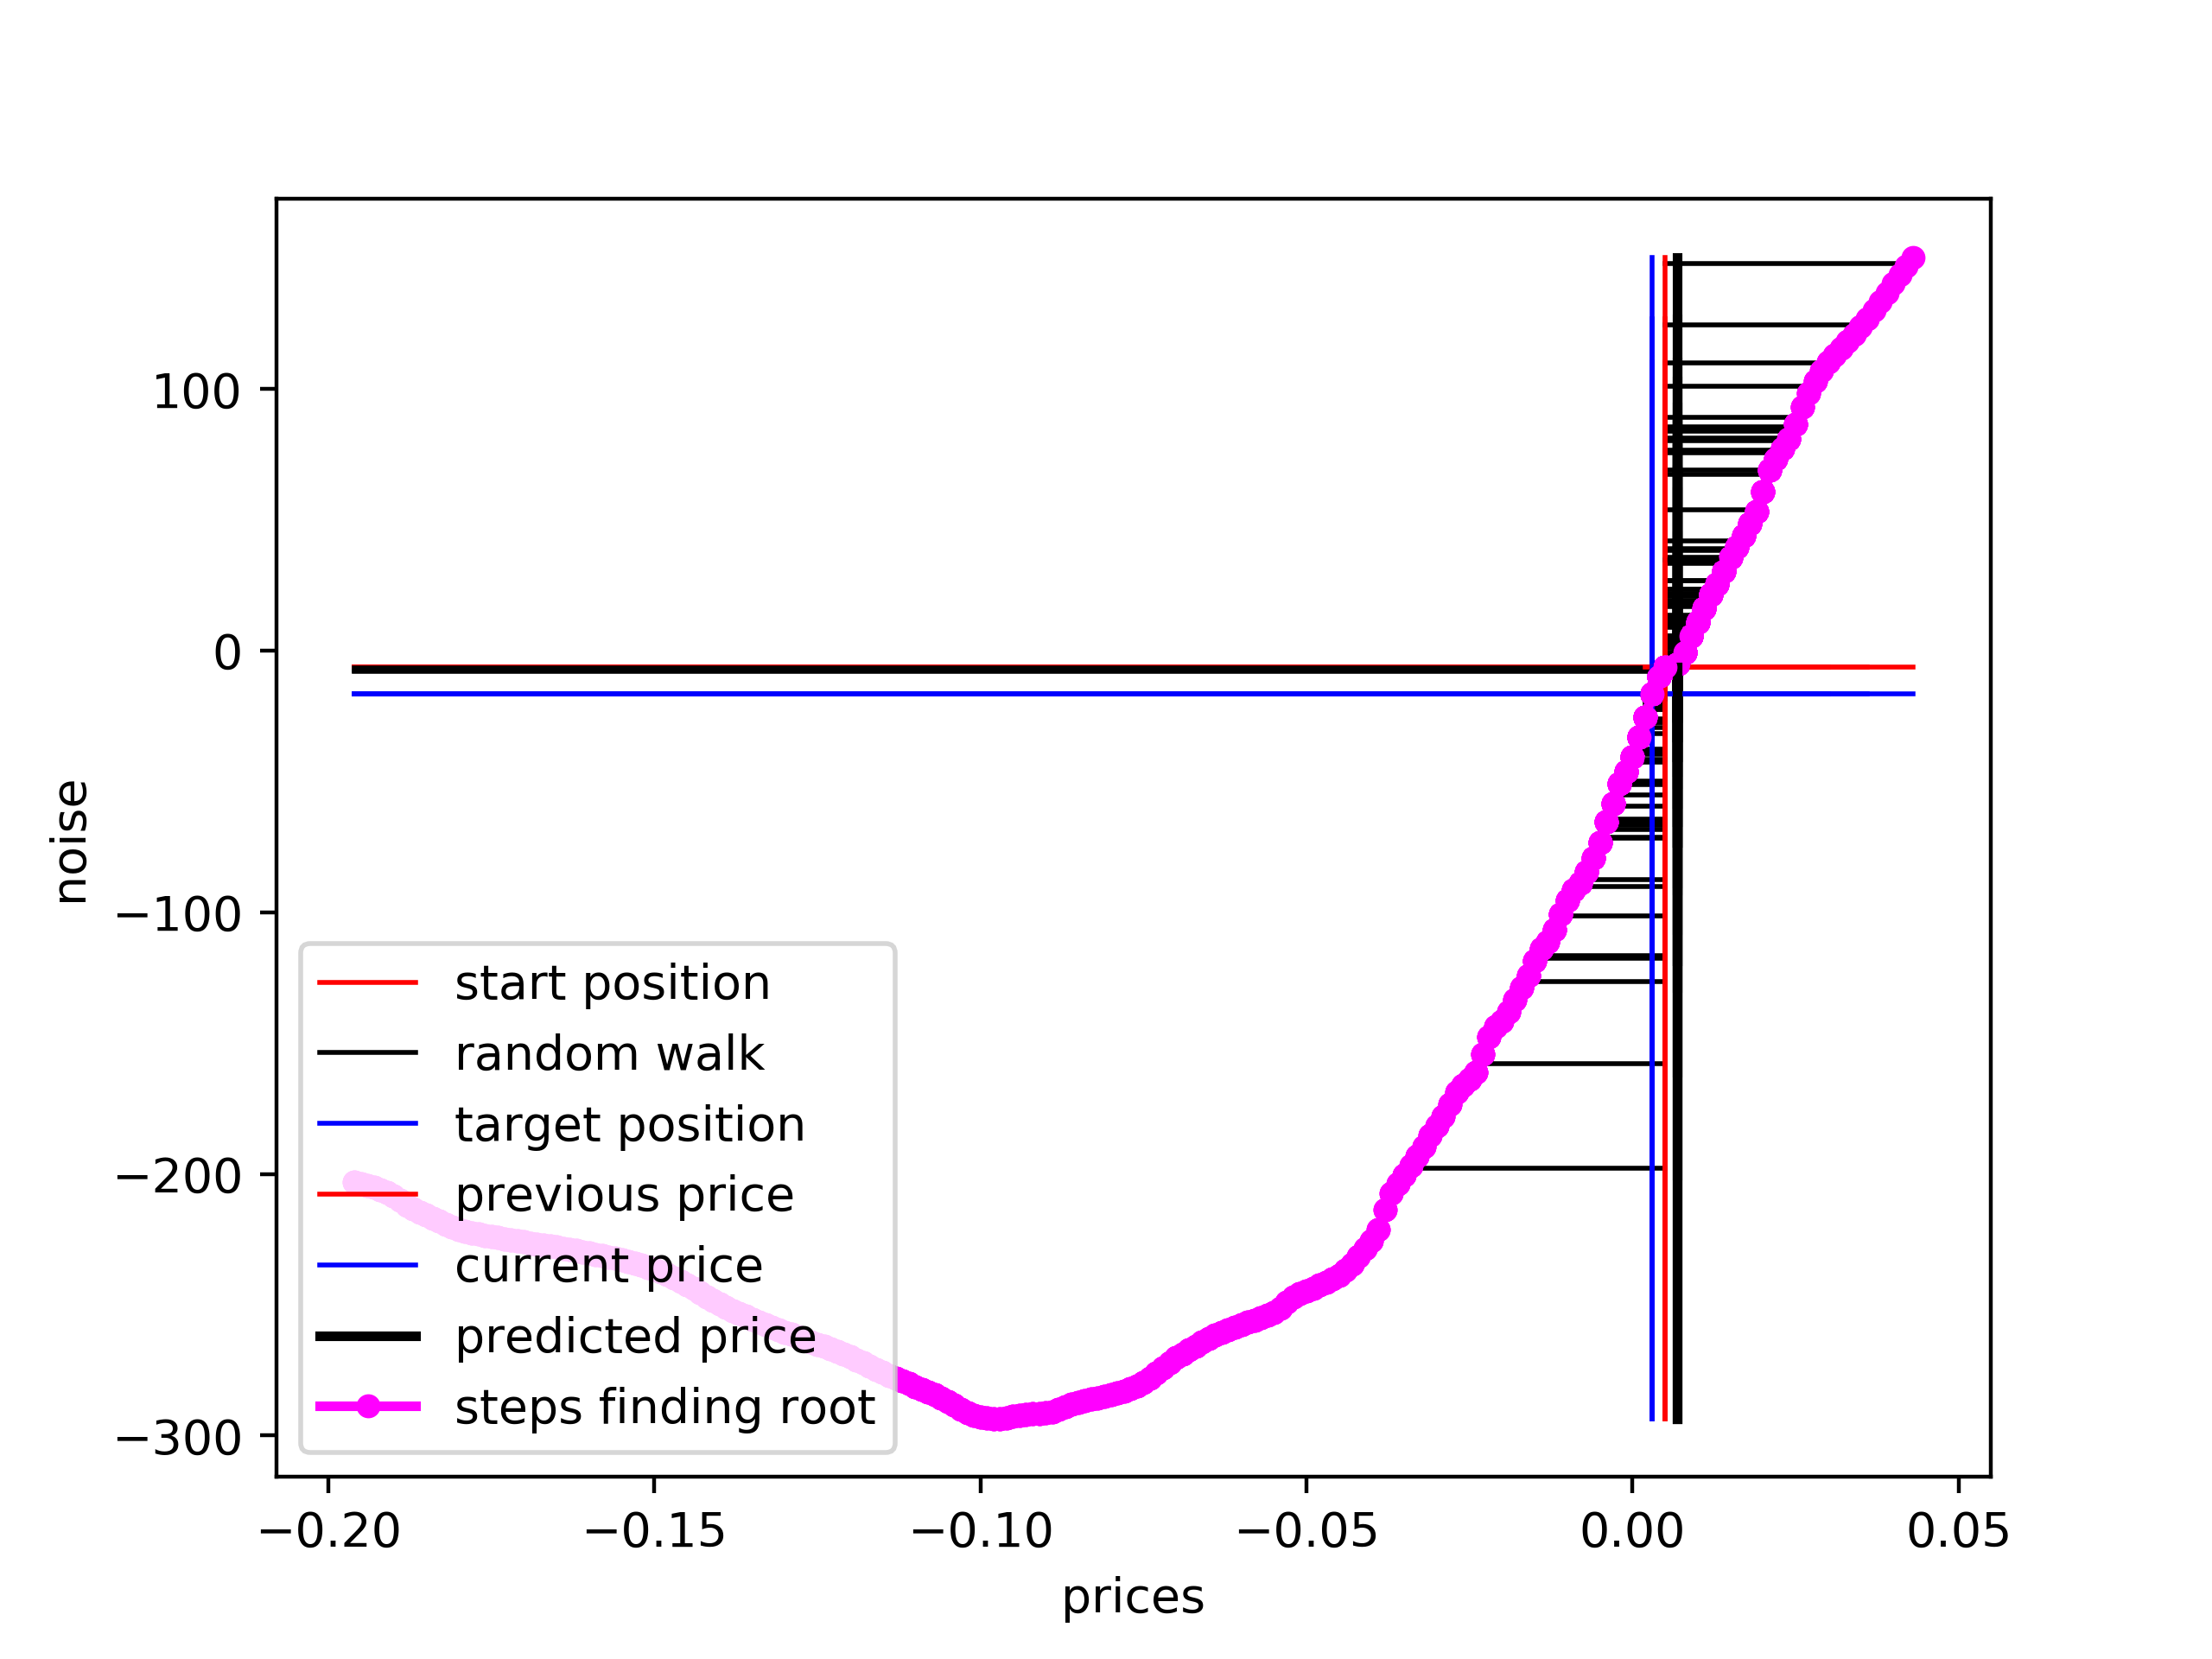 100
0
−100
−200
−300
noise
start position
random walk
target position
previous price
current price
predicted price
steps finding root
−0.20
−0.15
−0.10
−0.05
0.00
0.05
prices